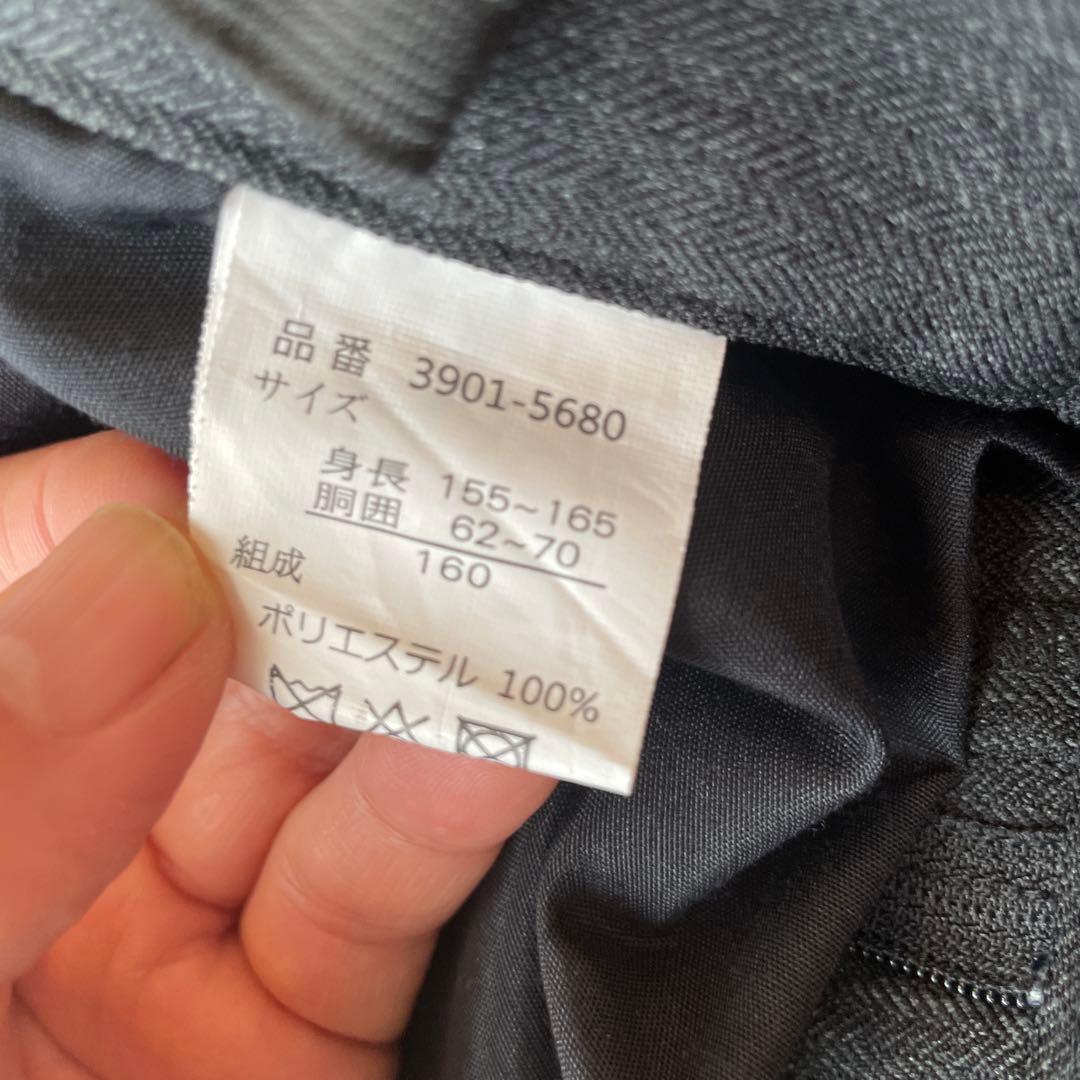 品番 3901-5680
サイズ
身長 155~165
胴囲 62~70
160
組成
ポリエステル 100%